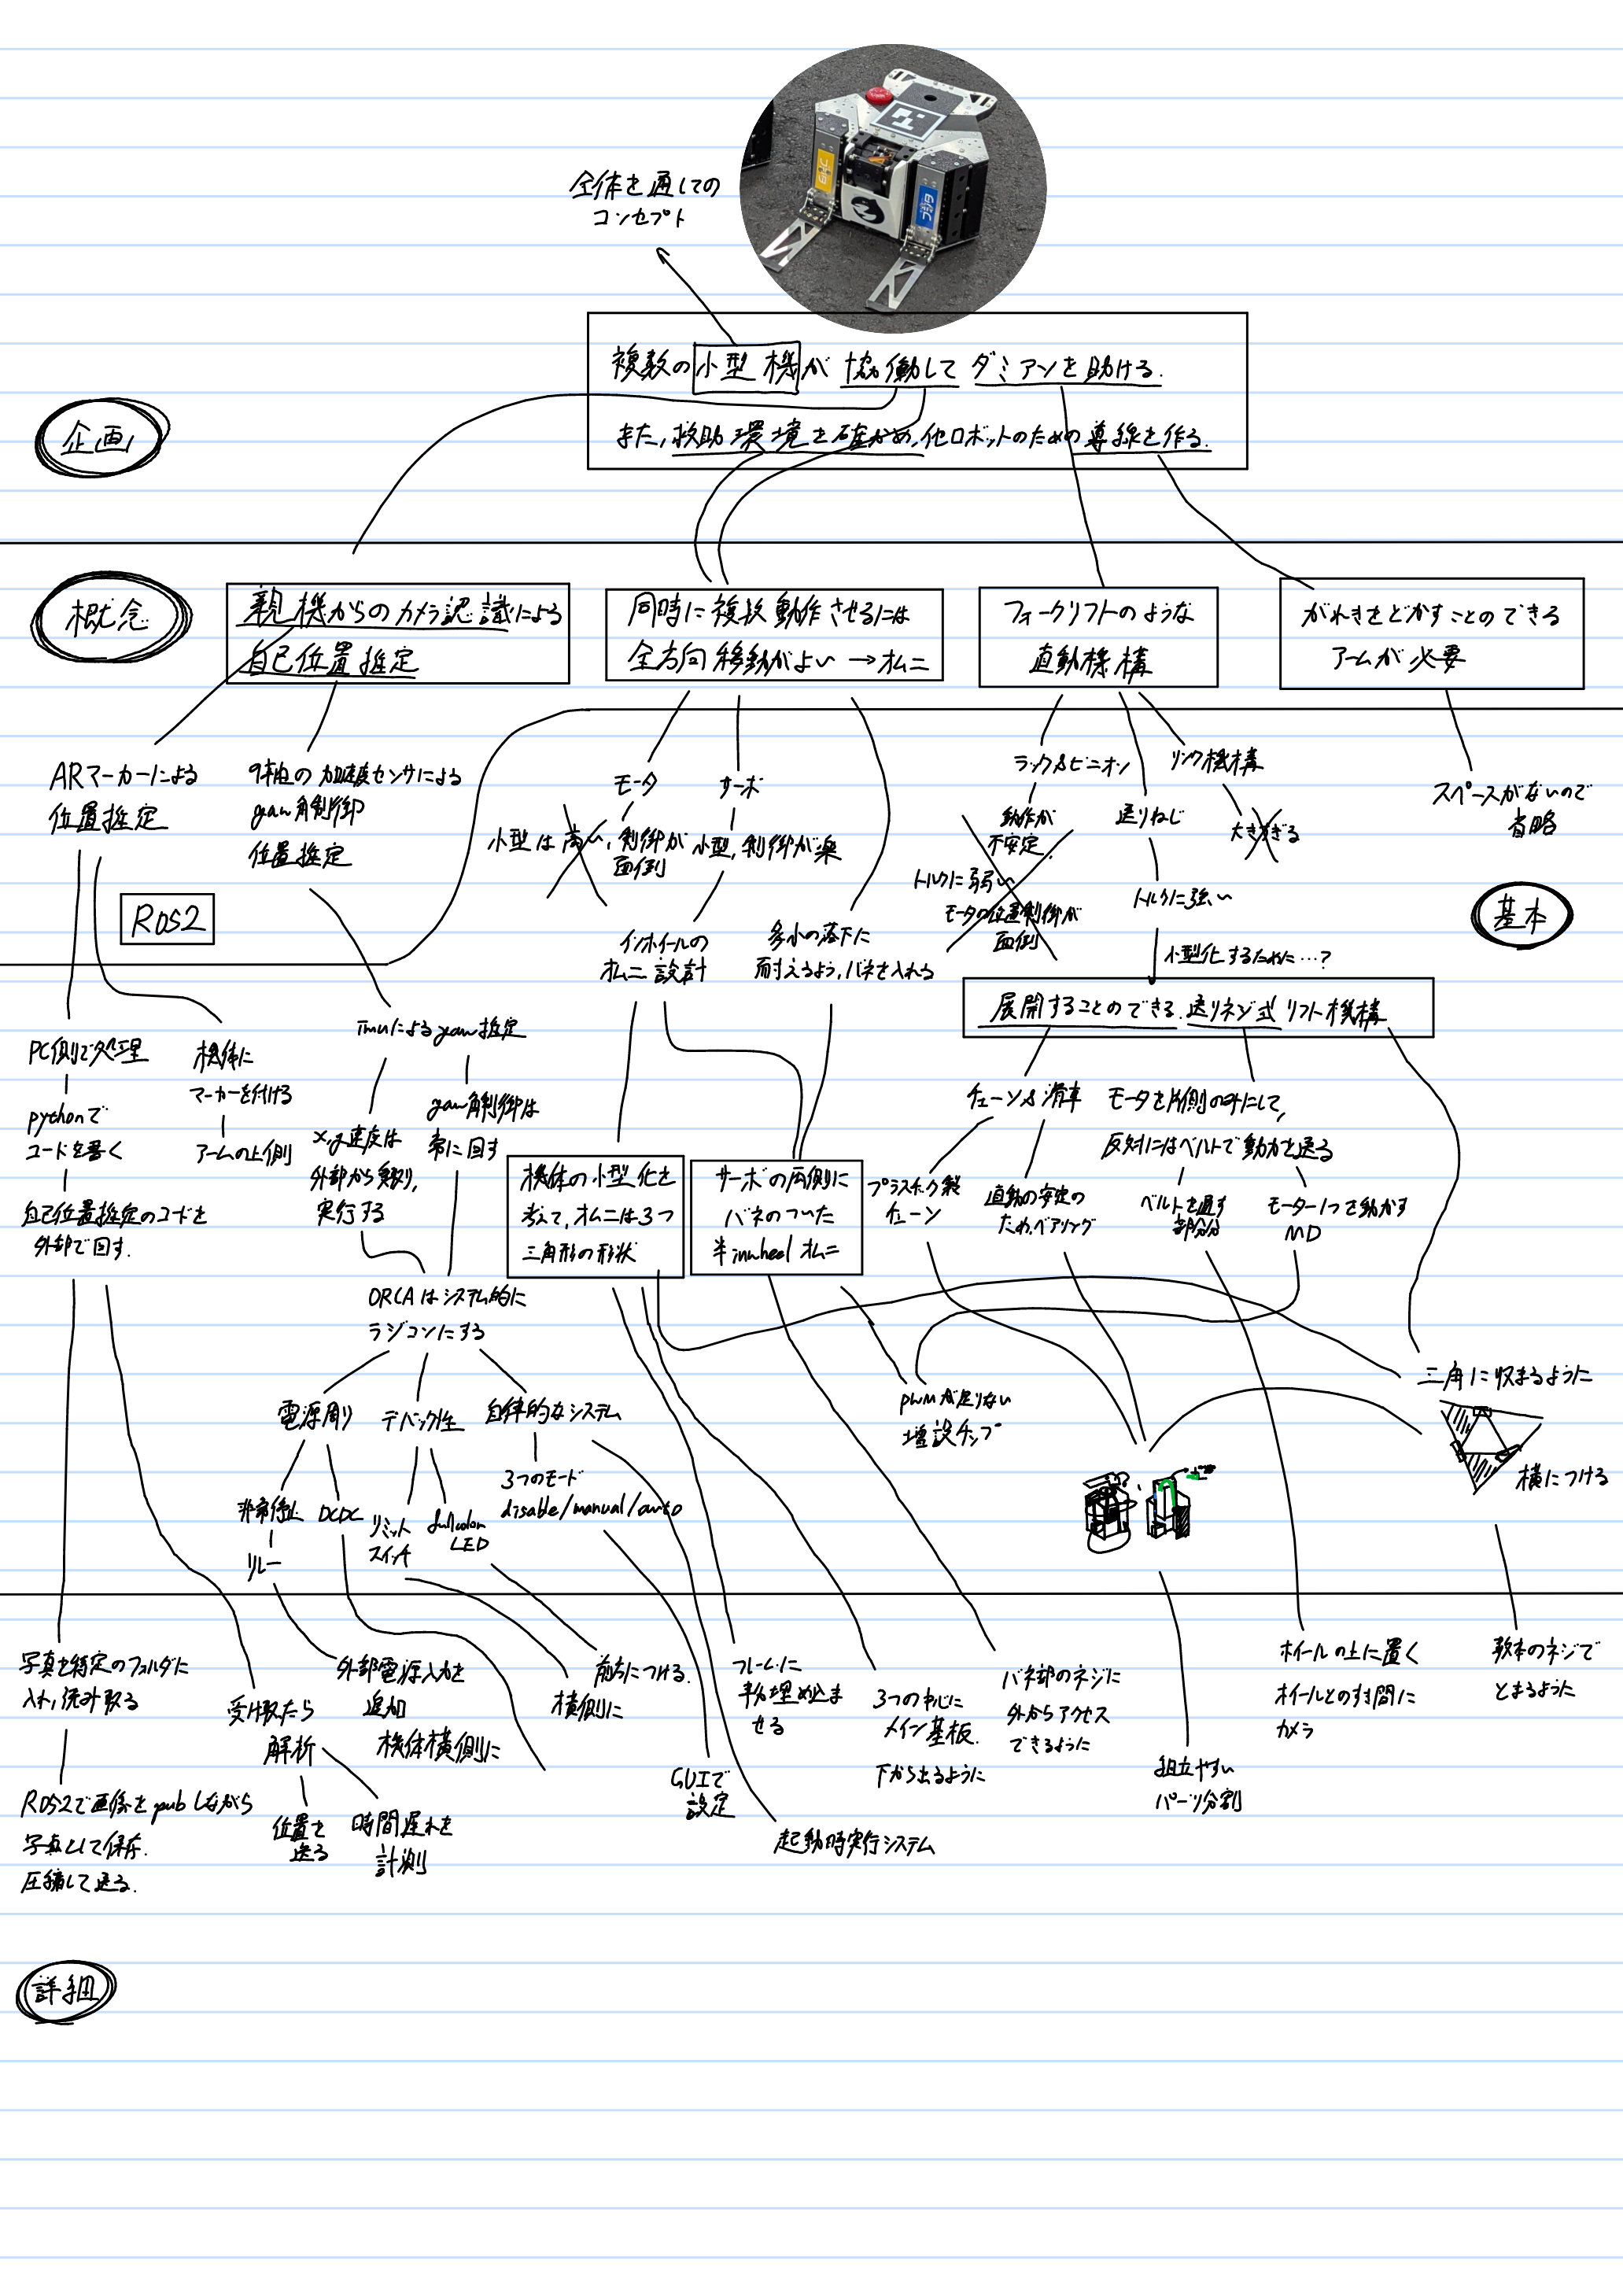 全体を通しての
コンセプト
複数の小型機が協働してダミアンを助ける.
また,救助環境を確かめ,他ロボットのための導線を作る.
企画
概念
親機からのカメラ認識による
自己位置推定
同時に複数動作させるには
全方向移動がよい→オムニ
フォークリフトのような
直動機構
がれきをどかすことのできる
アームが必要
ARマーカーによる
位置推定
9軸の加速度センサによる
yaw角制御
位置推定
ROS2
モータ
小型は高い,制御が
面倒
サーボ
小型,制御が楽
インホイールの
オムニ設計
多少の落下に
耐えるよう,バネを入れる
ラック&ピニオン
動作が
不安定.
トルクに弱い
モータの位置制御が
面倒
送りねじ
トルクに強い
小型化するために…?
リンク機構
大きすぎる
スペースがないので
省略
基本
展開することのできる.送りネジ式リフト機構
PC側で処理
pythonで
コードを書く
自己位置推定のコードを
外部で回す.
機体に
マーカーを付ける
アームの上側
imuによるyaw推定
x,y速度は
外部から受取り,
実行する
yaw角制御は
常に回す
機体の小型化を
考えて,オムニは3つ
三角形の形状
サーボの両側に
バネのついた
半inwheelオムニ
チェーン&滑車
プラスチック製
チェーン
直動の安定の
ため,ベアリング
モータを片側のみにして,
反対にはベルトで動力を送る
ベルトを通す
部分
モーター1つを動かす
MD
ORCAはシステム的に
ラジコンにする
電源周り
デバック性
自律的なシステム
非常停止
リレー
DCDC
リミット
スイッチ
fullcolor
LED
3つのモード
disable/manual/auto
pwmが足りない
増設チップ
三角に収まるように
横につける
写真を特定のフォルダに
入れ,読み取る
ROS2で画像をpubしながら
写真として保存.
圧縮して送る.
受け取たら
解析
位置を
送る
時間遅れを
計測
外部電源入力を
追加
機体横側に
前方につける.
横側に
フレームに
半分埋め込ま
せる
GUIで
設定
起動時実行システム
3つの中心に
メイン基板.
下から出るように
バネ部のネジに
外からアクセス
できるように
組立やすい
パーツ分割
ホイールの上に置く
ホイールとのすき間に
カメラ
数本のネジで
とまるように
詳細